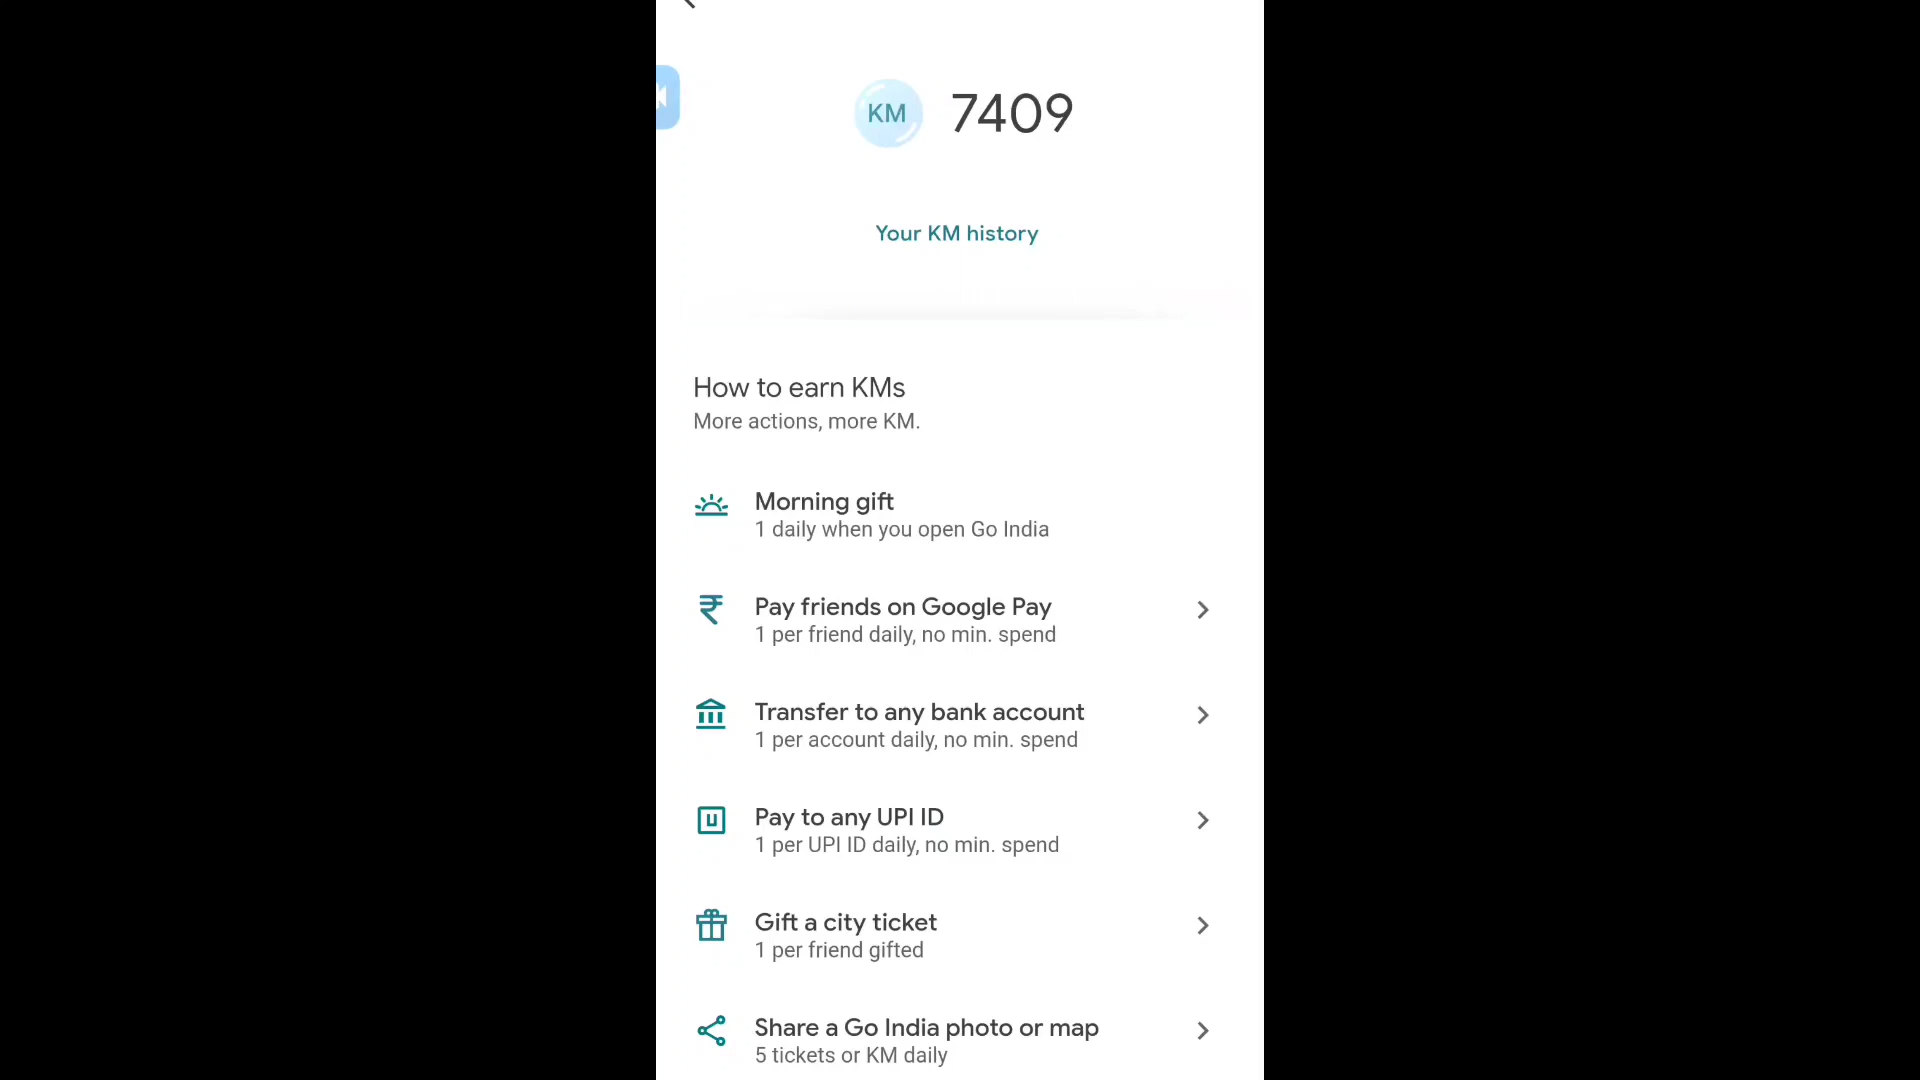 KM 7409
Your KM history
How to earn KMs
More actions, more KM.
Morning gift
1 daily when you open Go India
Pay friends on Google Pay
1 per friend daily, no min. spend
Transfer to any bank account
1 per account daily, no min. spend
Pay to any UPI ID
1 per UPI ID daily, no min. spend
Gift a city ticket
1 per friend gifted
Share a Go India photo or map
5 tickets or KM daily